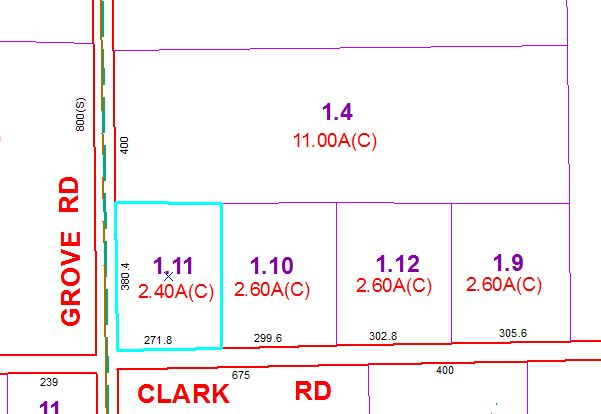 800(S)
400
1.4
11.00A(C)
GROVE RD
380.4
1.11
2.40A(C)
271.8
1.10
2.60A(C)
299.6
1.12
2.60A(C)
302.8
1.9
2.60A(C)
305.6
239
11
675
400
CLARK RD